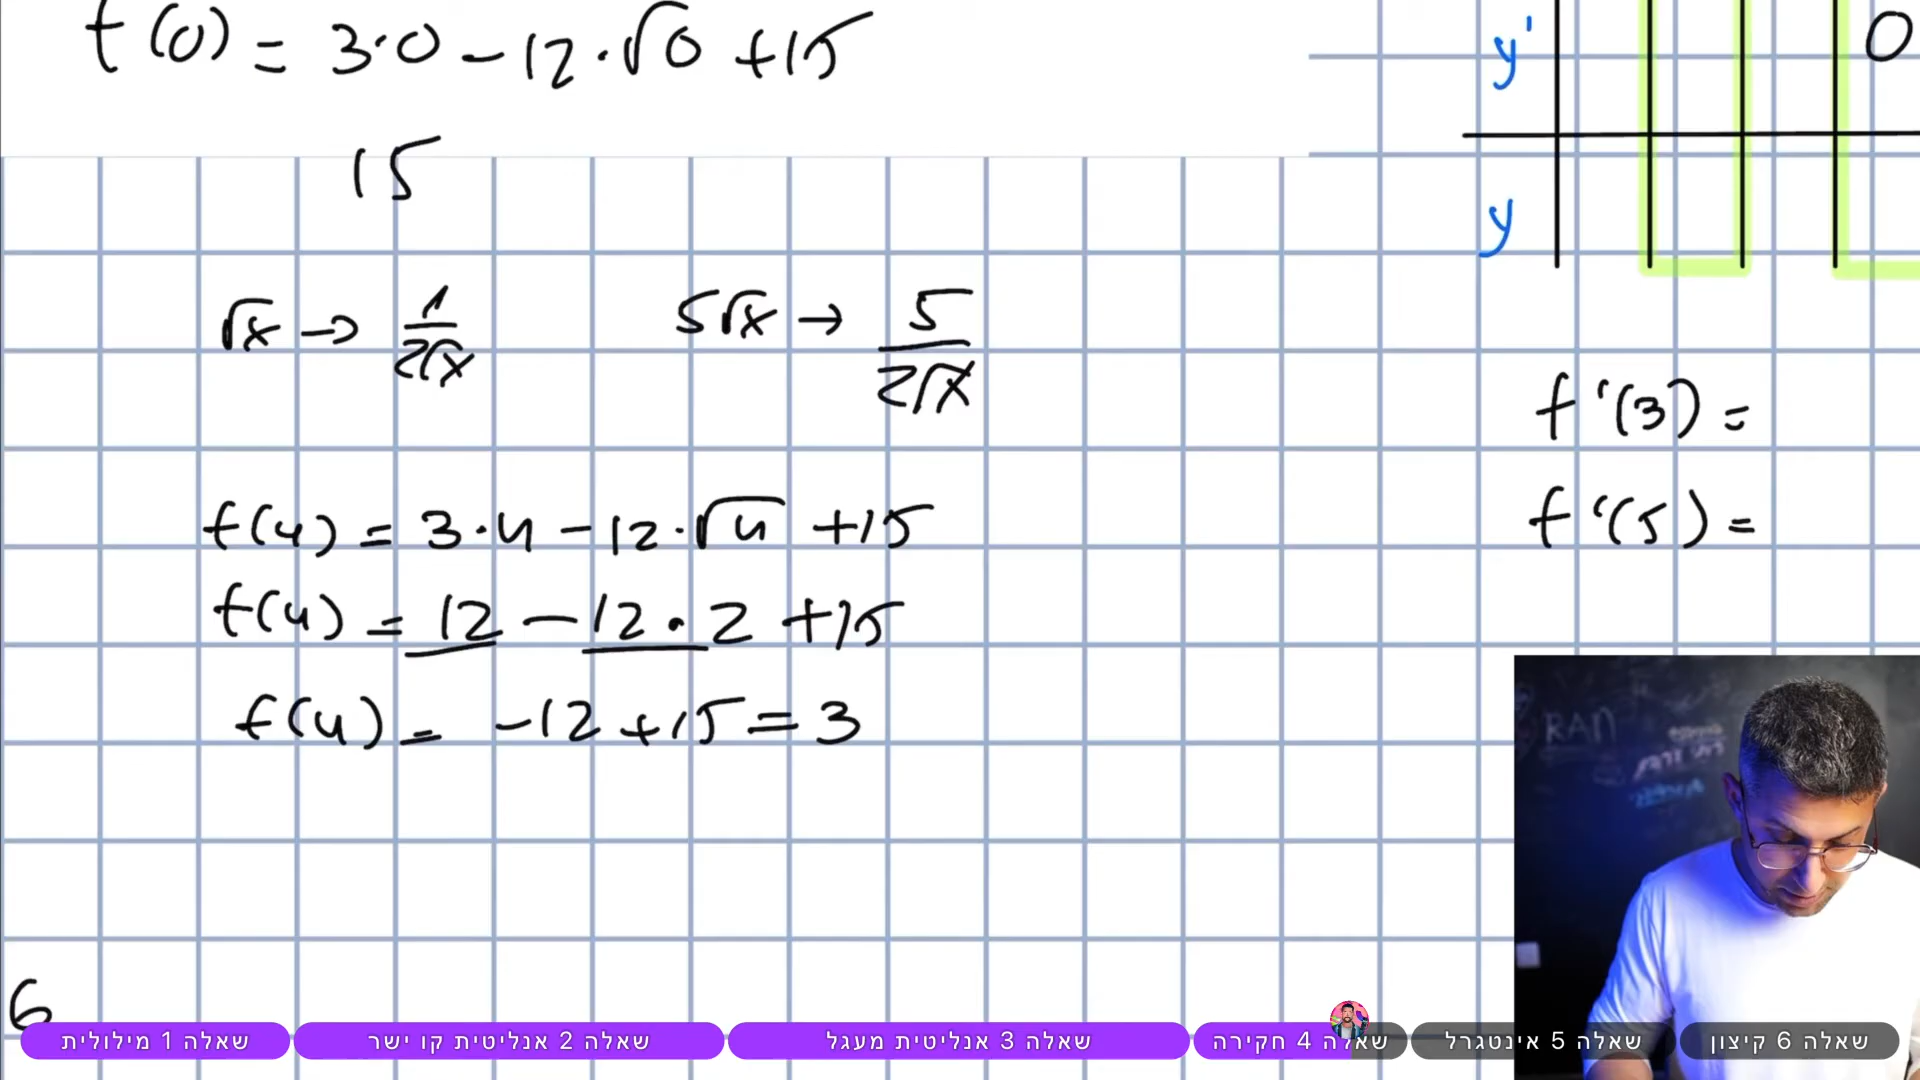 f(0) = 3·0 - 12·√0 + 15
15
√x → 1/2√x
5√x → 5/2√x
f(4) = 3·4 - 12·√4 + 15
f(4) = 12 - 12·2 + 15
f(4) = -12 + 15 = 3
6
y' 0
y
f'(3) =
f'(5) =
RAN
שאלה 1 מילולית
שאלה 2 אנליטית קו ישר
שאלה 3 אנליטית מעגל
שאלה 4 חקירה
שאלה 5 אינטגרל
שאלה 6 קיצון